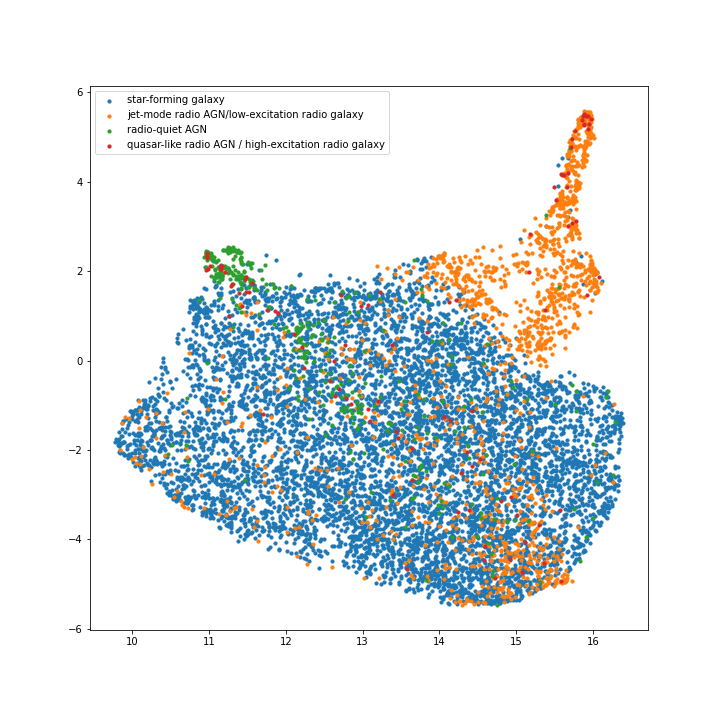 star-forming galaxy
jet-mode radio AGN/low-excitation radio galaxy
radio-quiet AGN
quasar-like radio AGN / high-excitation radio galaxy
6
4
2
0
−2
−4
−6
10 11 12 13 14 15 16